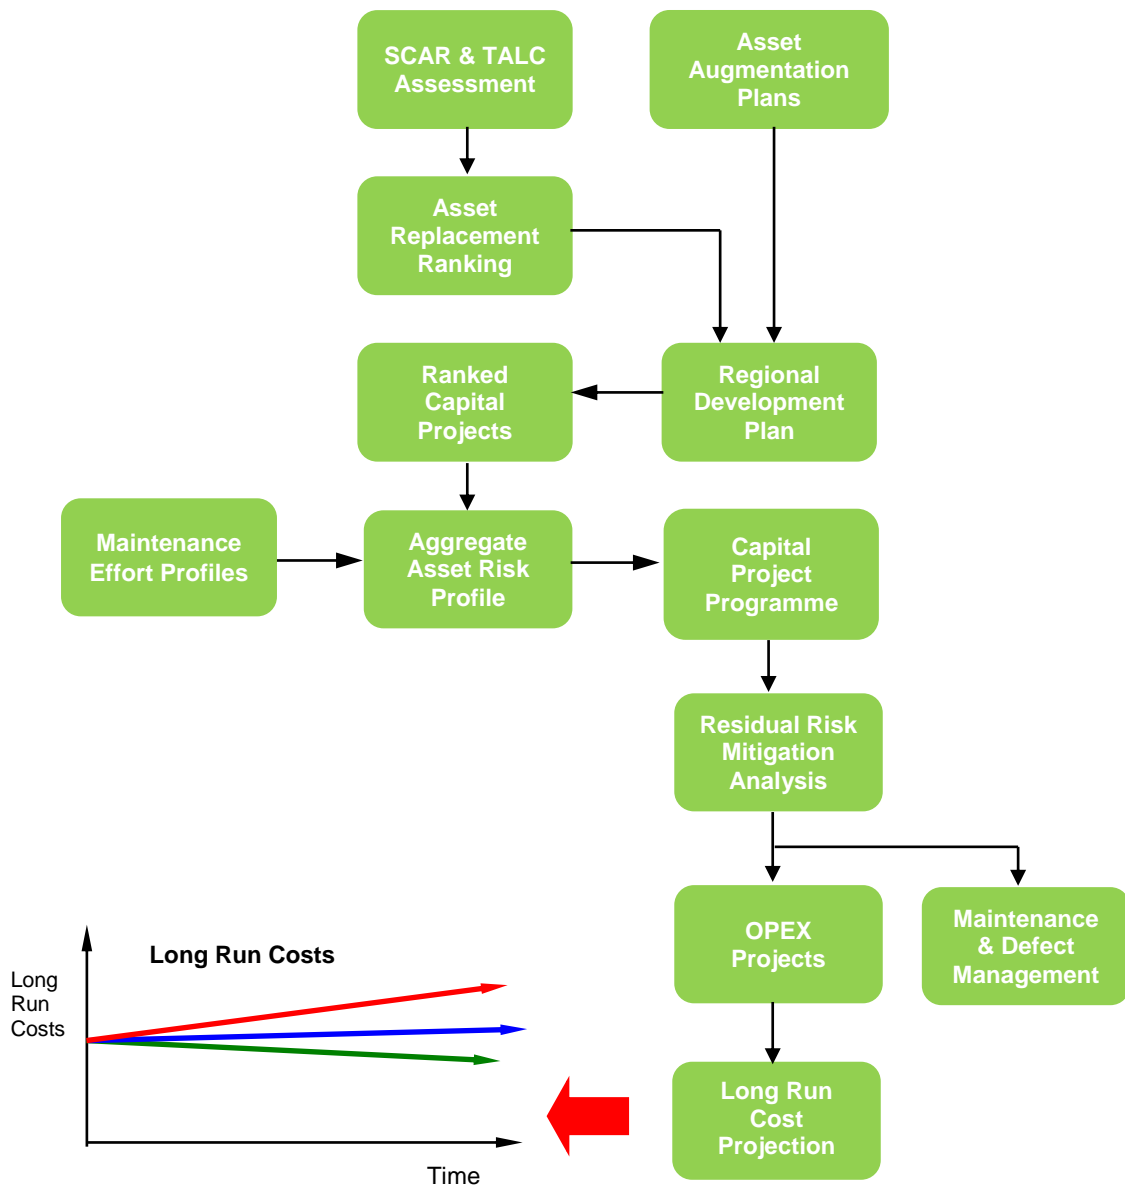 SCAR & TALC
Assessment
Asset
Augmentation
Plans
Asset
Replacement
Ranking
Ranked
Capital
Projects
Regional
Development
Plan
Maintenance
Effort Profiles
Aggregate
Asset Risk
Profile
Capital
Project
Programme
Residual Risk
Mitigation
Analysis
OPEX
Projects
Maintenance
& Defect
Management
Long Run Costs
Long
Run
Costs
Time
Long Run
Cost
Projection